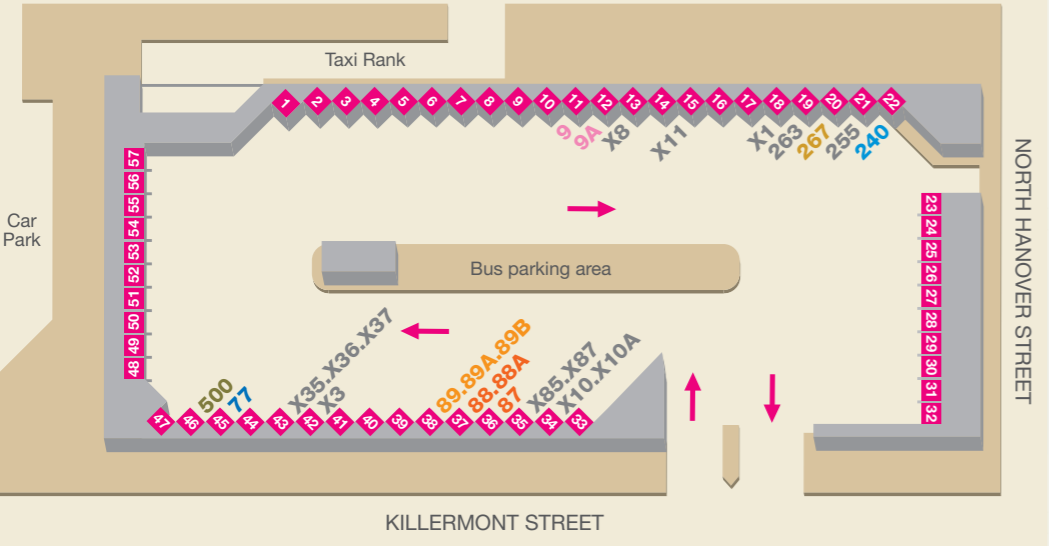 Taxi Rank
1 2 3 4 5 6 7 8 9 10 11 12 13 14 15 16 17 18 19 20 21 22
9
9A
X8
X11
X1
263
267
255
240
57
56
55
54
53
52
51
50
49
48
Car
Park
Bus parking area
23
24
25
26
27
28
29
30
31
32
NORTH HANOVER STREET
500
77
X35.X36.X37
X3
89.89A.89B
88.88A
87
X85.X87
X10.X10A
47 46 45 44 43 42 41 40 39 38 37 36 35 34 33
KILLERMONT STREET